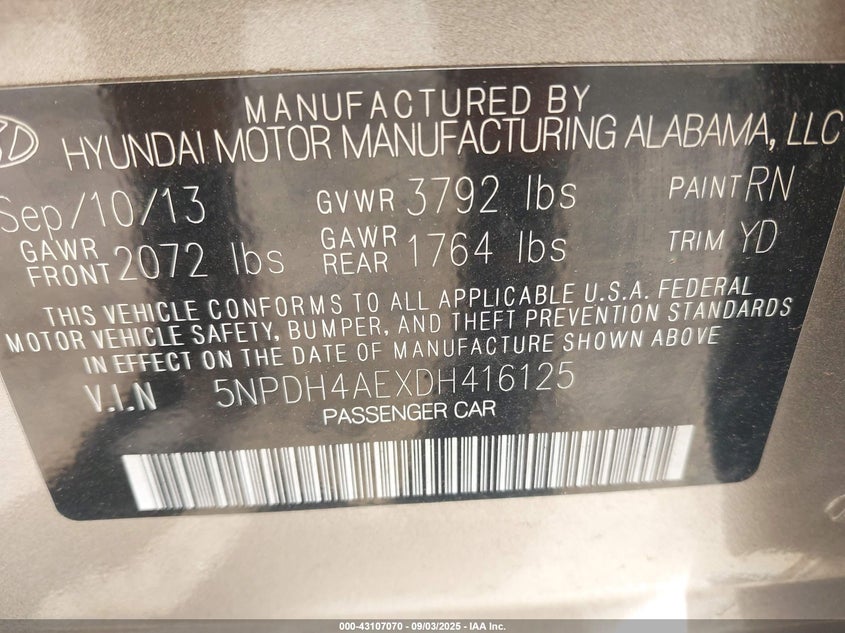 MANUFACTURED BY
HYUNDAI MOTOR MANUFACTURING ALABAMA, LLC
Sep/10/13 GVWR 3792 lbs PAINT RN
GAWR FRONT 2072 lbs GAWR REAR 1764 lbs TRIM YD
THIS VEHICLE CONFORMS TO ALL APPLICABLE U.S.A. FEDERAL
MOTOR VEHICLE SAFETY, BUMPER, AND THEFT PREVENTION STANDARDS
IN EFFECT ON THE DATE OF MANUFACTURE SHOWN ABOVE
V.I.N 5NPDH4AEXDH416125
PASSENGER CAR
000-43107070 - 09/03/2025 - IAA Inc.